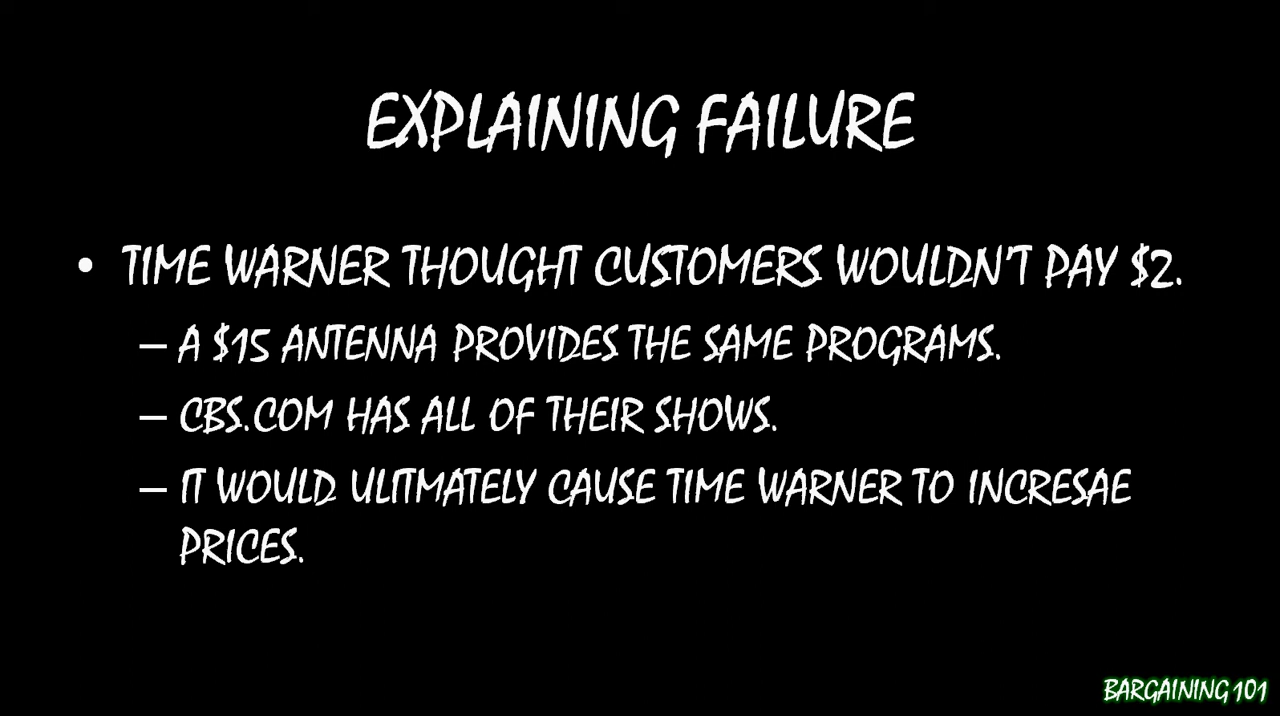 EXPLAINING FAILURE
• TIME WARNER THOUGHT CUSTOMERS WOULDN'T PAY $2.
– A $15 ANTENNA PROVIDES THE SAME PROGRAMS.
– CBS.COM HAS ALL OF THEIR SHOWS.
– IT WOULD ULITMATELY CAUSE TIME WARNER TO INCRESAE
PRICES.
BARGAINING 101